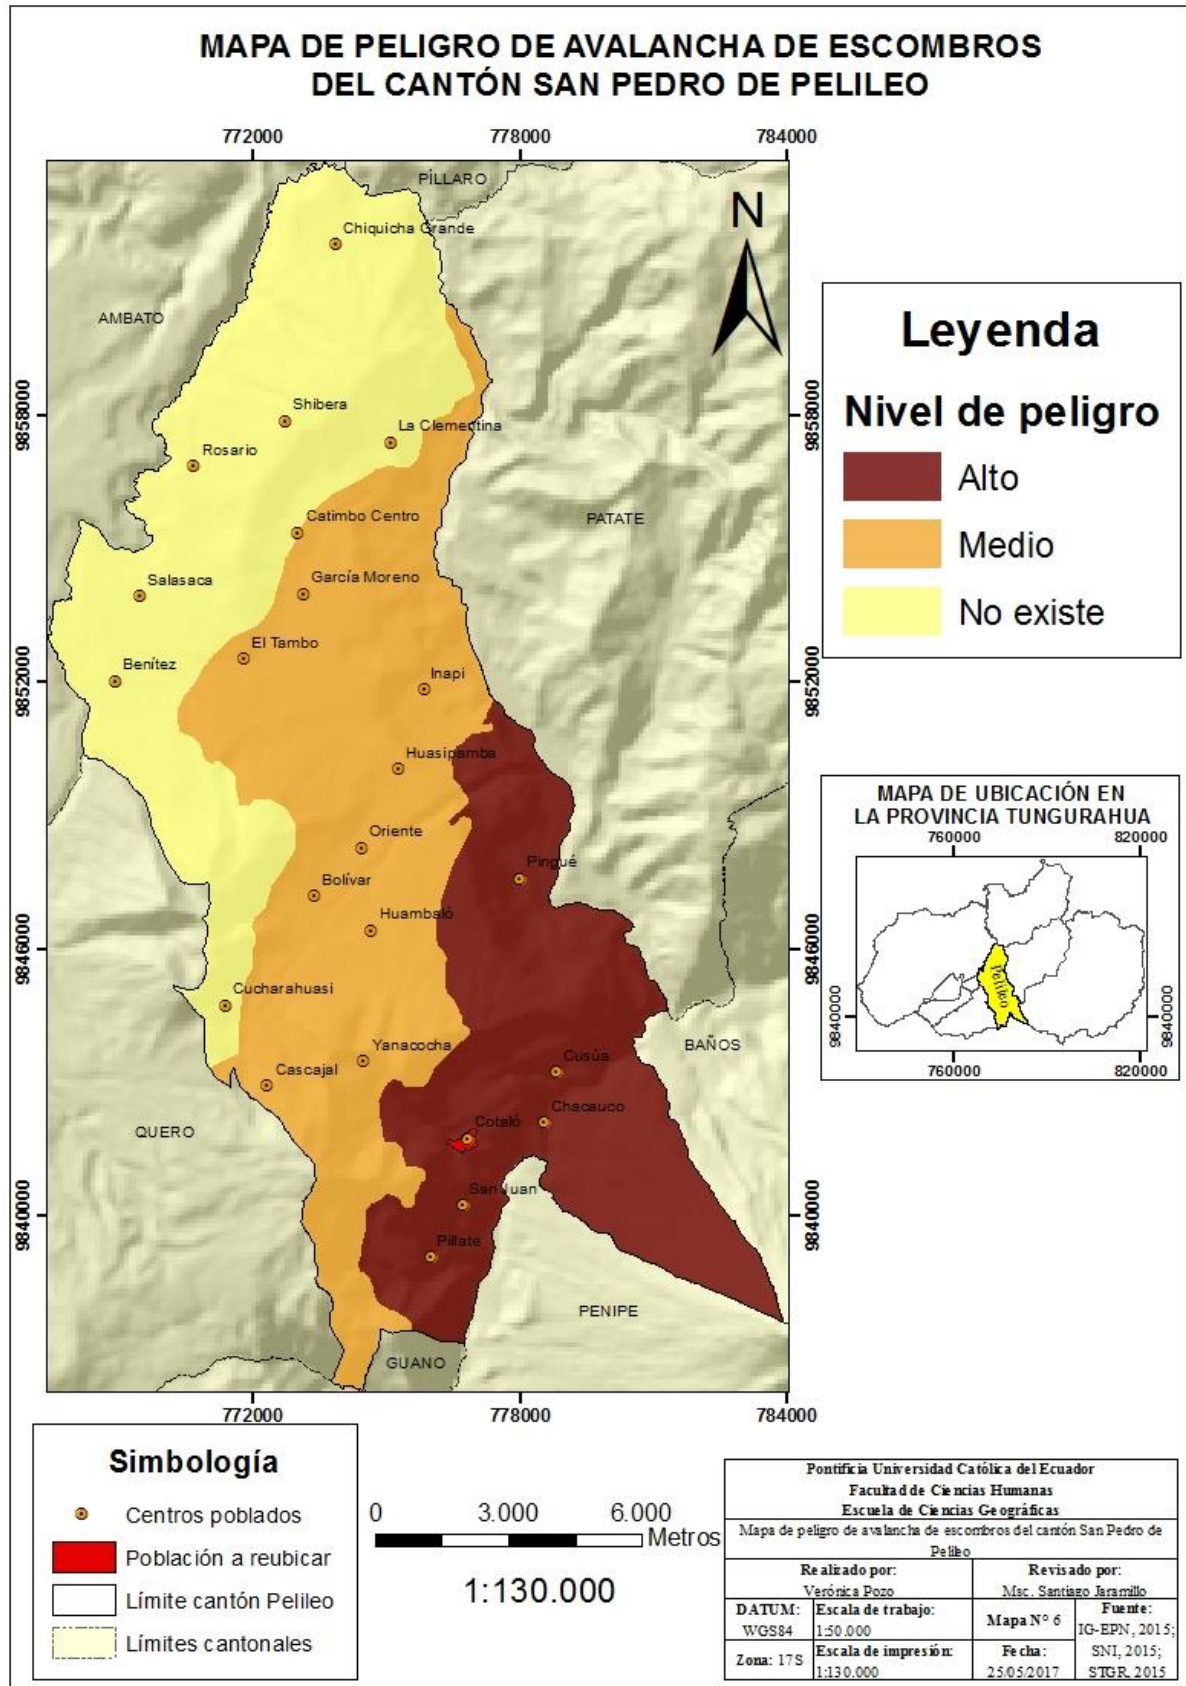 MAPA DE PELIGRO DE AVALANCHA DE ESCOMBROS
DEL CANTÓN SAN PEDRO DE PELILEO
772000 778000 784000
PÍLLARO
N
Chiquicha Grande
AMBATO
9858000 9858000
Shibera
La Clementina
Rosario
Catimbo Centro
PATATE
Salasaca
García Moreno
El Tambo
Benítez
Inapi
9852000 9852000
Huasipamba
Oriente
Pingué
Bolívar
Huambaló
9846000 9846000
Cucharahuasi
BAÑOS
Yanacocha
Cusúa
Cascajal
Chacauco
Cotaló
QUERO
San Juan
9840000 9840000
Pillate
PENIPE
GUANO
772000 778000 784000
Leyenda
Nivel de peligro
Alto
Medio
No existe
MAPA DE UBICACIÓN EN
LA PROVINCIA TUNGURAHUA
760000 820000
Pelileo
9840000 9840000
760000 820000
Simbología
Centros poblados
Población a reubicar
Límite cantón Pelileo
Límites cantonales
0 3.000 6.000
Metros
1:130.000
Pontificia Universidad Católica del Ecuador
Facultad de Ciencias Humanas
Escuela de Ciencias Geográficas
Mapa de peligro de avalancha de escombros del cantón San Pedro de
Pelileo
Realizado por:
Verónica Pozo
Revisado por:
Msc. Santiago Jaramillo
DATUM:
WGS84
Escala de trabajo:
1:50.000
Mapa N° 6
Fuente:
IG-EPN, 2015;
SNI, 2015;
STGR, 2015
Zona: 17S
Escala de impresión:
1:130.000
Fecha:
25/05/2017